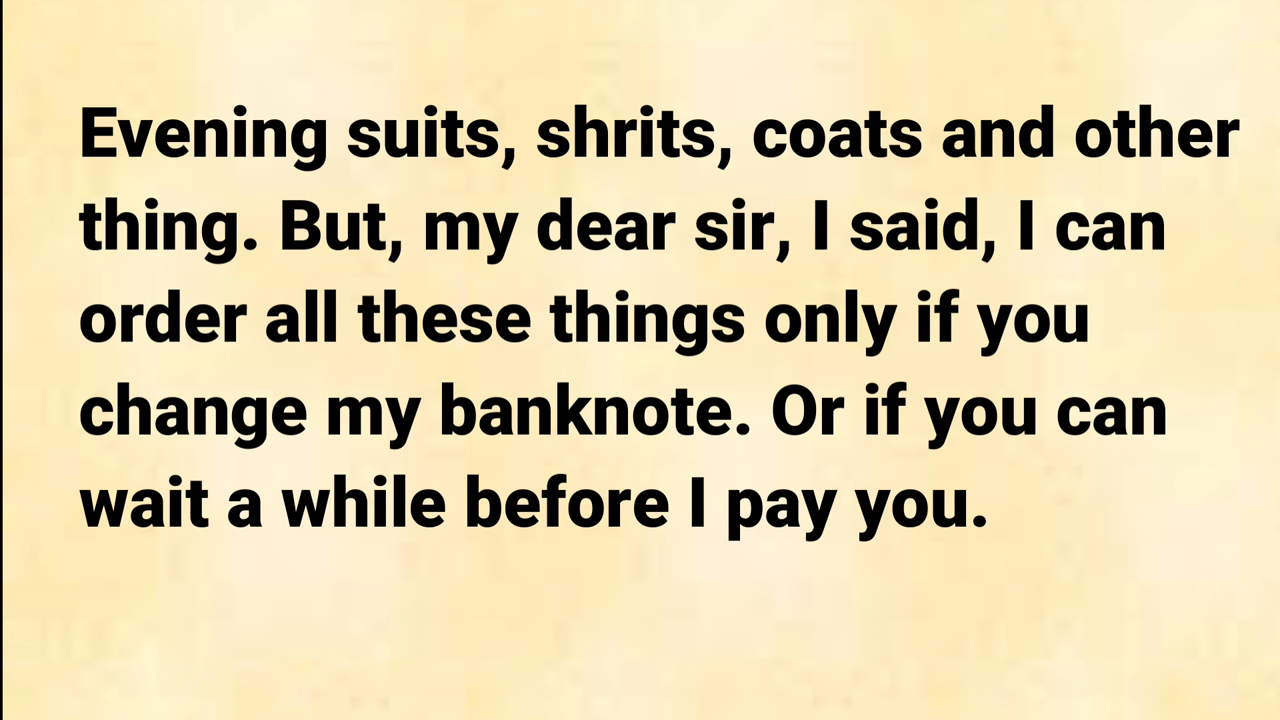 Evening suits, shrits, coats and other
thing. But, my dear sir, I said, I can
order all these things only if you
change my banknote. Or if you can
wait a while before I pay you.